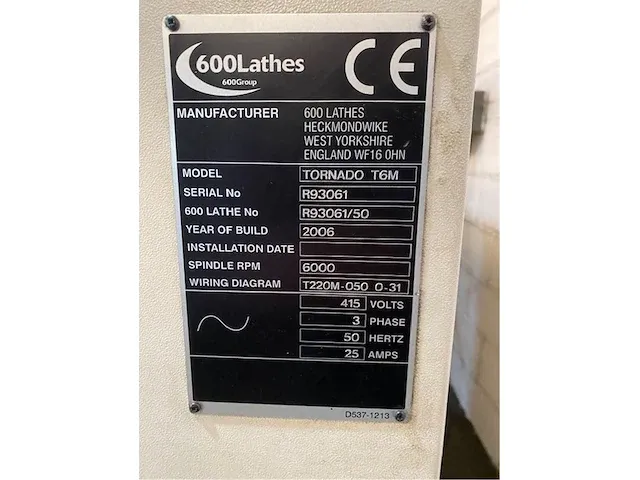 600Lathes
600Group
CE
MANUFACTURER 600 LATHES
HECKMONDWIKE
WEST YORKSHIRE
ENGLAND WF16 0HN
MODEL TORNADO T6M
SERIAL No R93061
600 LATHE No R93061/50
YEAR OF BUILD 2006
INSTALLATION DATE
SPINDLE RPM 6000
WIRING DIAGRAM T220M-050 0-31
415 VOLTS
3 PHASE
50 HERTZ
25 AMPS
D537-1213